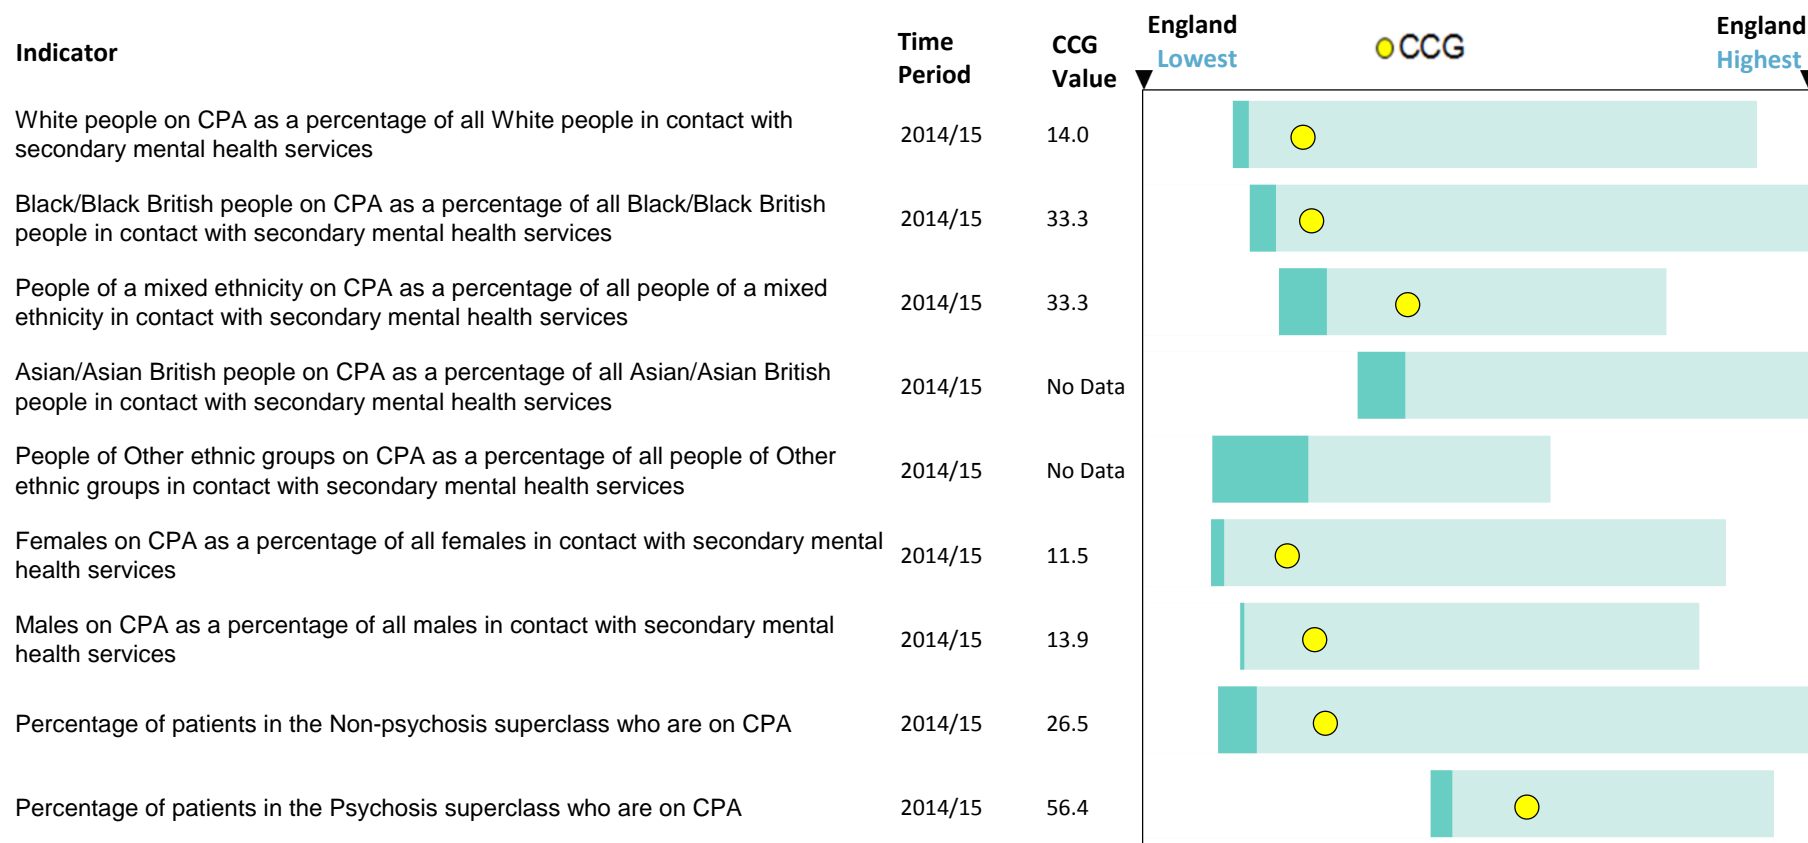 Indicator
Time
Period
CCG
Value
England
Lowest
CCG
England
Highest
White people on CPA as a percentage of all White people in contact with
secondary mental health services
2014/15
14.0
Black/Black British people on CPA as a percentage of all Black/Black British
people in contact with secondary mental health services
2014/15
33.3
People of a mixed ethnicity on CPA as a percentage of all people of a mixed
ethnicity in contact with secondary mental health services
2014/15
33.3
Asian/Asian British people on CPA as a percentage of all Asian/Asian British
people in contact with secondary mental health services
2014/15
No Data
People of Other ethnic groups on CPA as a percentage of all people of Other
ethnic groups in contact with secondary mental health services
2014/15
No Data
Females on CPA as a percentage of all females in contact with secondary mental
health services
2014/15
11.5
Males on CPA as a percentage of all males in contact with secondary mental
health services
2014/15
13.9
Percentage of patients in the Non-psychosis superclass who are on CPA
2014/15
26.5
Percentage of patients in the Psychosis superclass who are on CPA
2014/15
56.4